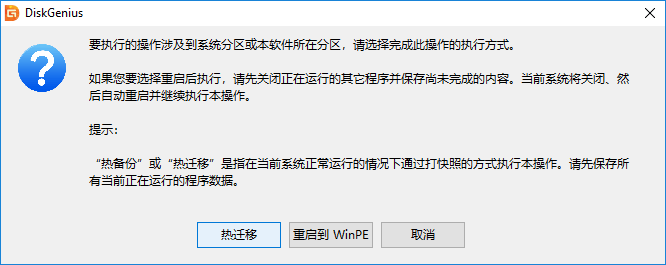 DiskGenius
要执行的操作涉及到系统分区或本软件所在分区，请选择完成此操作的执行方式。
如果您要选择重启后执行，请先关闭正在运行的其它程序并保存尚未完成的内容。当前系统将关闭、然
后自动重启并继续执行本操作。
提示：
“热备份”或“热迁移”是指在当前系统正常运行的情况下通过打快照的方式执行本操作。请先保存所
有当前正在运行的程序数据。
热迁移
重启到 WinPE
取消